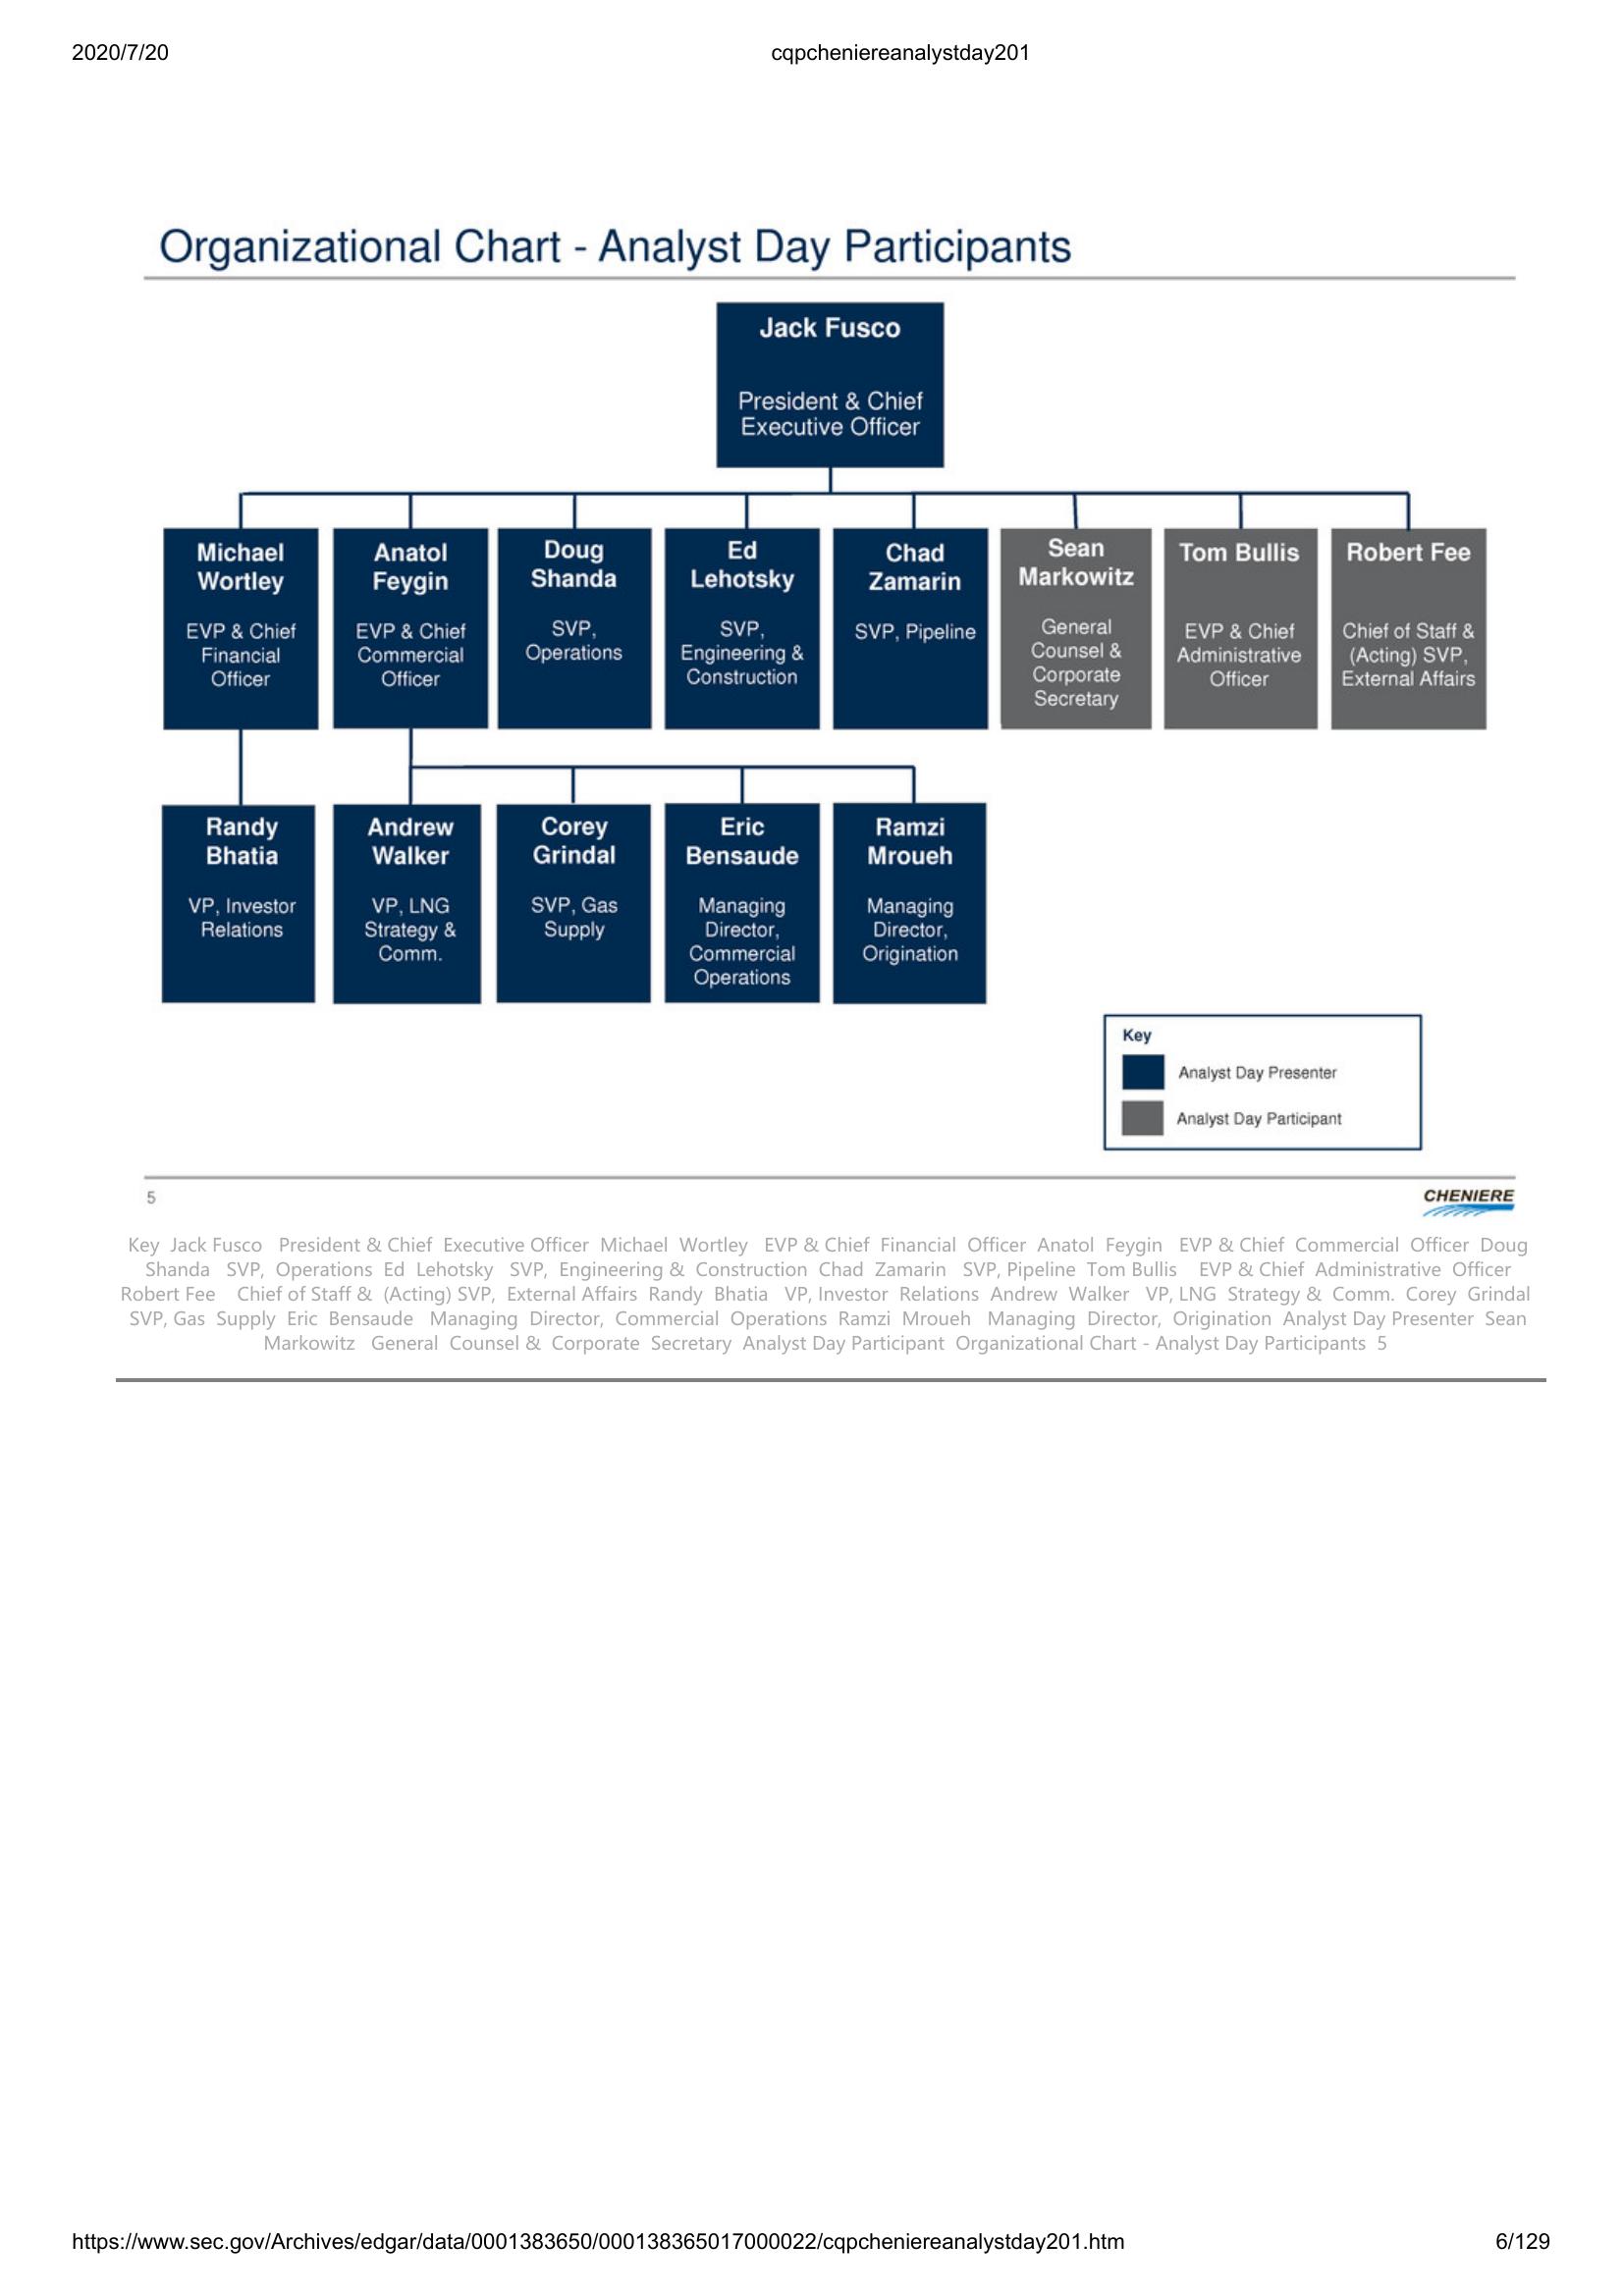 2020/7/20
cqpcheniereanalystday201
Organizational Chart - Analyst Day Participants
Jack Fusco
President & Chief
Executive Officer
Michael
Wortley
EVP & Chief
Financial
Officer
Anatol
Feygin
EVP & Chief
Commercial
Officer
Doug
Shanda
SVP,
Operations
Ed
Lehotsky
SVP,
Engineering &
Construction
Chad
Zamarin
SVP, Pipeline
Sean
Markowitz
General
Counsel &
Corporate
Secretary
Tom Bullis
EVP & Chief
Administrative
Officer
Robert Fee
Chief of Staff &
(Acting) SVP,
External Affairs
Randy
Bhatia
VP, Investor
Relations
Andrew
Walker
VP, LNG
Strategy &
Comm.
Corey
Grindal
SVP, Gas
Supply
Eric
Bensaude
Managing
Director,
Commercial
Operations
Ramzi
Mroueh
Managing
Director,
Origination
Key
Analyst Day Presenter
Analyst Day Participant
5
CHENIERE
Key Jack Fusco President & Chief Executive Officer Michael Wortley EVP & Chief Financial Officer Anatol Feygin EVP & Chief Commercial Officer Doug
Shanda SVP, Operations Ed Lehotsky SVP, Engineering & Construction Chad Zamarin SVP, Pipeline Tom Bullis EVP & Chief Administrative Officer
Robert Fee Chief of Staff & (Acting) SVP, External Affairs Randy Bhatia VP, Investor Relations Andrew Walker VP, LNG Strategy & Comm. Corey Grindal
SVP, Gas Supply Eric Bensaude Managing Director, Commercial Operations Ramzi Mroueh Managing Director, Origination Analyst Day Presenter Sean
Markowitz General Counsel & Corporate Secretary Analyst Day Participant Organizational Chart - Analyst Day Participants 5
https://www.sec.gov/Archives/edgar/data/0001383650/000138365017000022/cqpcheniereanalystday201.htm
6/129